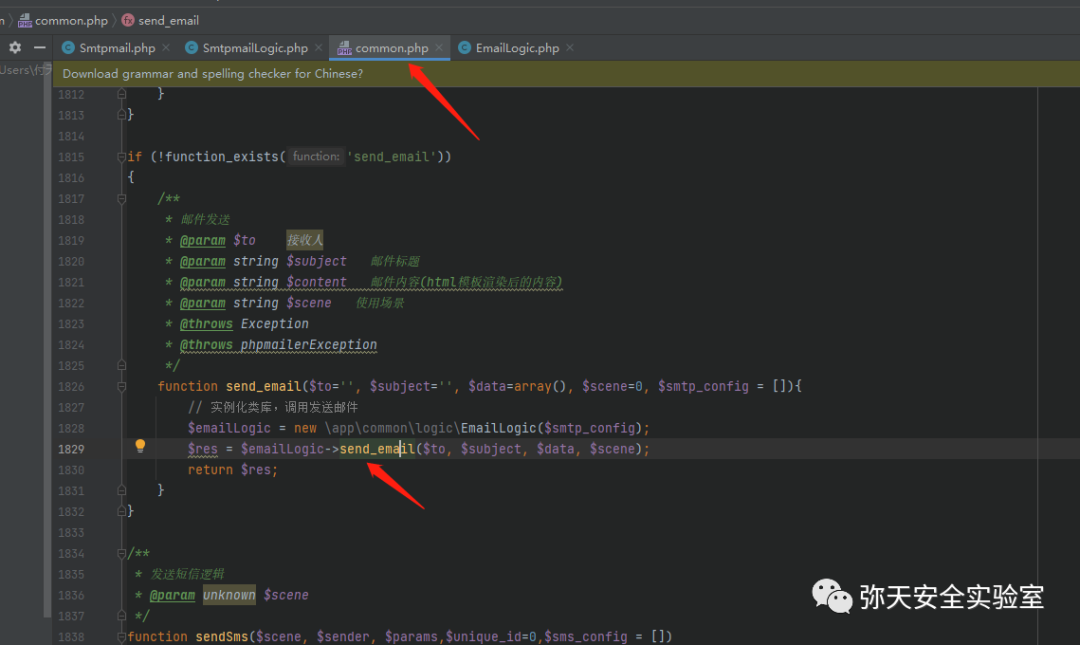 common.php send_email
Smtpmail.php SmtpmailLogic.php common.php EmailLogic.php
Download grammar and spelling checker for Chinese?
1812 }
1813 }
1814
1815 if (!function_exists( function: 'send_email'))
1816 {
1817 /**
1818 * 邮件发送
1819 * @param $to 接收人
1820 * @param string $subject 邮件标题
1821 * @param string $content 邮件内容(html模板渲染后的内容)
1822 * @param string $scene 使用场景
1823 * @throws Exception
1824 * @throws phpmailerException
1825 */
1826 function send_email($to='', $subject='', $data=array(), $scene=0, $smtp_config = []){
1827 // 实例化类库，调用发送邮件
1828 $emailLogic = new \app\common\logic\EmailLogic($smtp_config);
1829 $res = $emailLogic->send_email($to, $subject, $data, $scene);
1830 return $res;
1831 }
1832 }
1833
1834 /**
1835 * 发送短信逻辑
1836 * @param unknown $scene
1837 */
1838 function sendSms($scene, $sender, $params,$unique_id=0,$sms_config = [])
弥天安全实验室